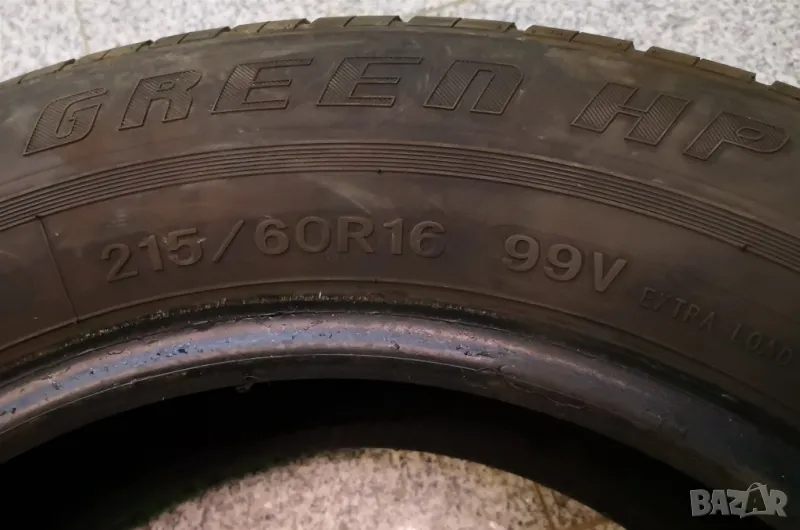 GREEN HP
215/60R16 99V EXTRA LOAD
BAZAR